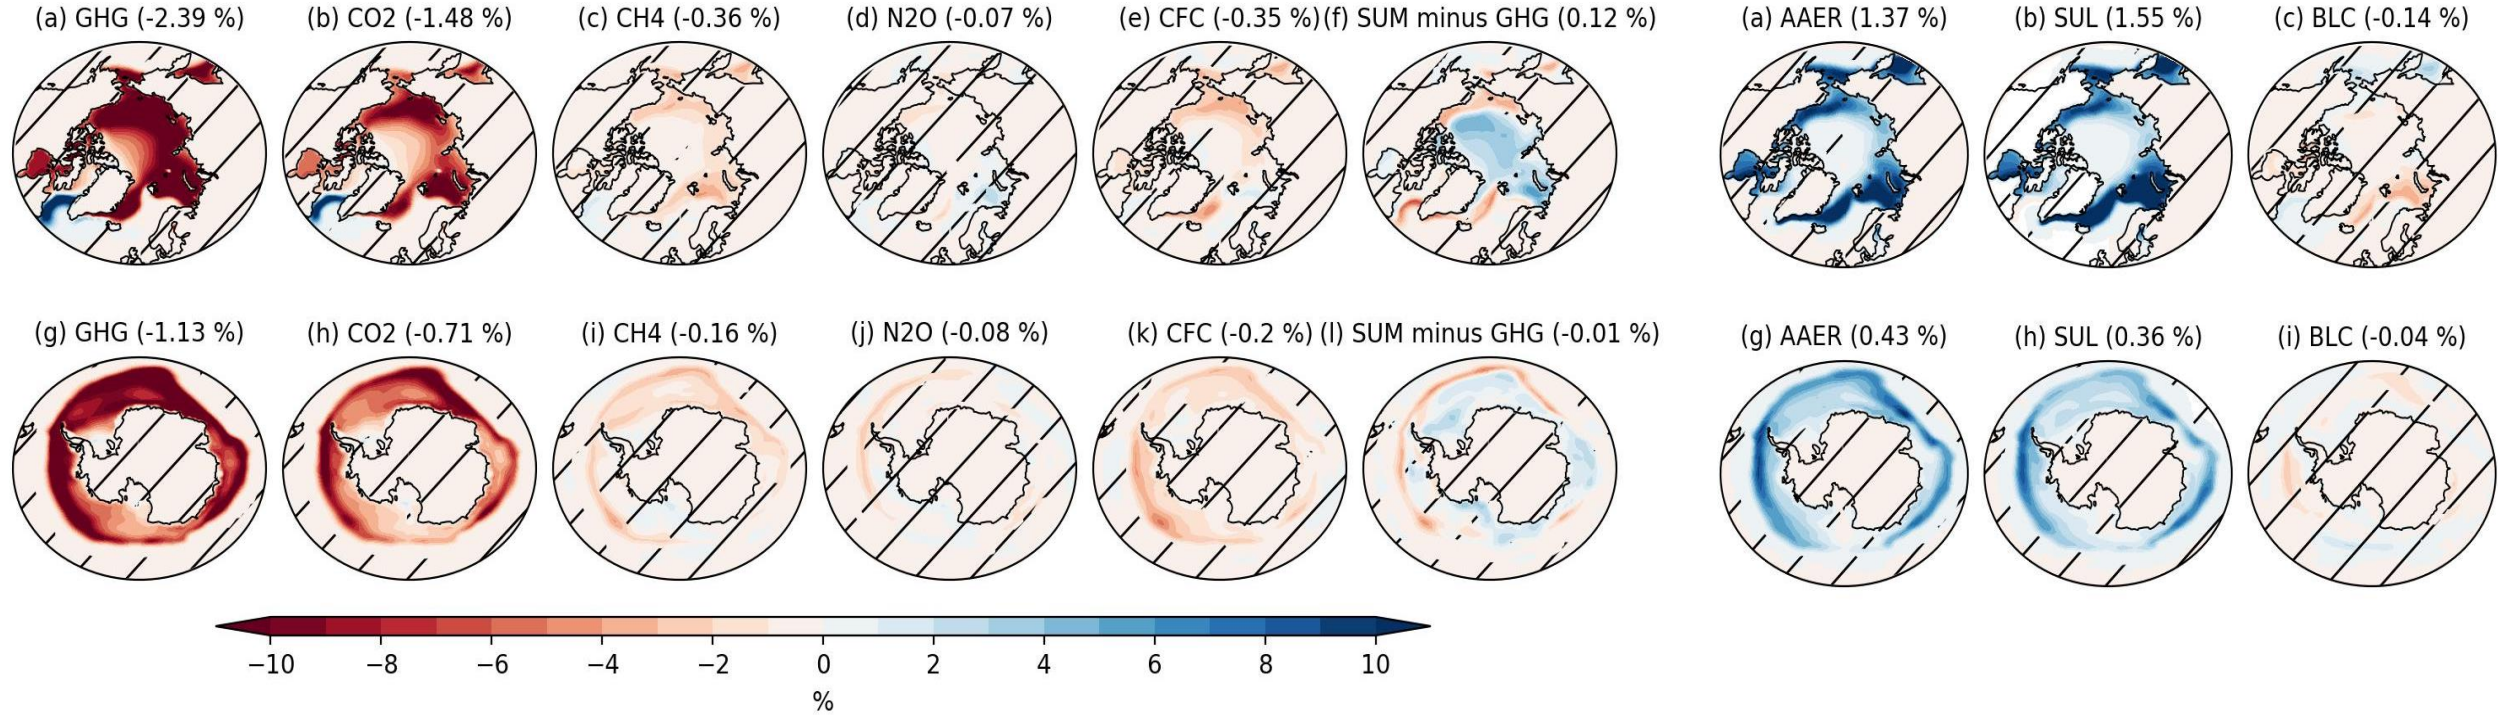 (a) GHG (-2.39 %) (b) CO2 (-1.48 %) (c) CH4 (-0.36 %) (d) N2O (-0.07 %) (e) CFC (-0.35 %) (f) SUM minus GHG (0.12 %) (a) AAER (1.37 %) (b) SUL (1.55 %) (c) BLC (-0.14 %)
(g) GHG (-1.13 %) (h) CO2 (-0.71 %) (i) CH4 (-0.16 %) (j) N2O (-0.08 %) (k) CFC (-0.2 %) (l) SUM minus GHG (-0.01 %) (g) AAER (0.43 %) (h) SUL (0.36 %) (i) BLC (-0.04 %)
−10 −8 −6 −4 −2 0 2 4 6 8 10
%